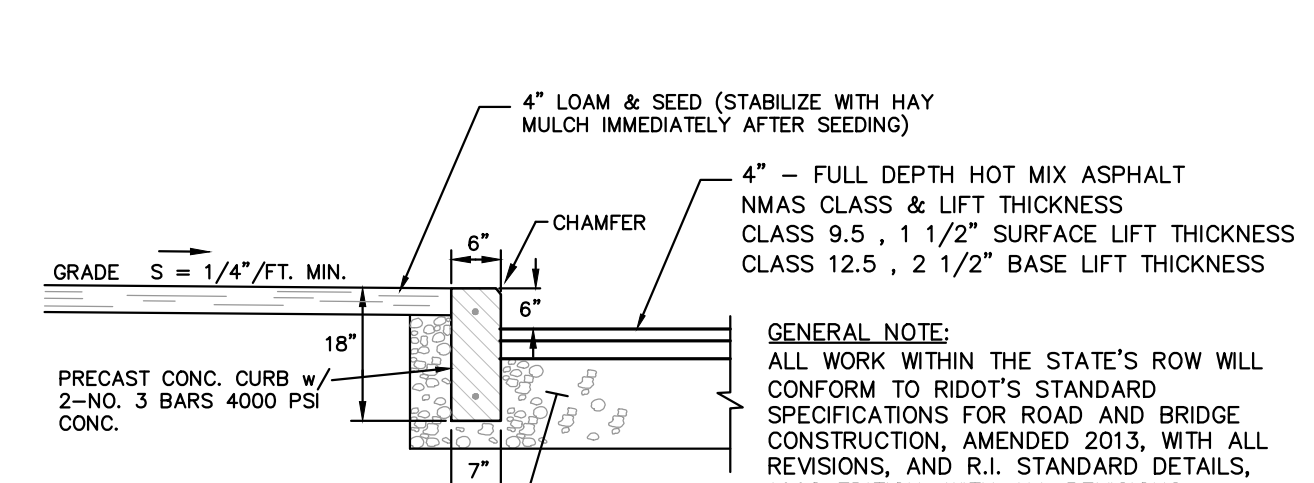 4" LOAM & SEED (STABILIZE WITH HAY
MULCH IMMEDIATELY AFTER SEEDING)
4" – FULL DEPTH HOT MIX ASPHALT
NMAS CLASS & LIFT THICKNESS
CLASS 9.5 , 1 1/2" SURFACE LIFT THICKNESS
CLASS 12.5 , 2 1/2" BASE LIFT THICKNESS
CHAMFER
6"
GRADE S = 1/4"/FT. MIN.
6"
18"
PRECAST CONC. CURB w/
2–NO. 3 BARS 4000 PSI
CONC.
7"
GENERAL NOTE:
ALL WORK WITHIN THE STATE'S ROW WILL
CONFORM TO RIDOT'S STANDARD
SPECIFICATIONS FOR ROAD AND BRIDGE
CONSTRUCTION, AMENDED 2013, WITH ALL
REVISIONS, AND R.I. STANDARD DETAILS,